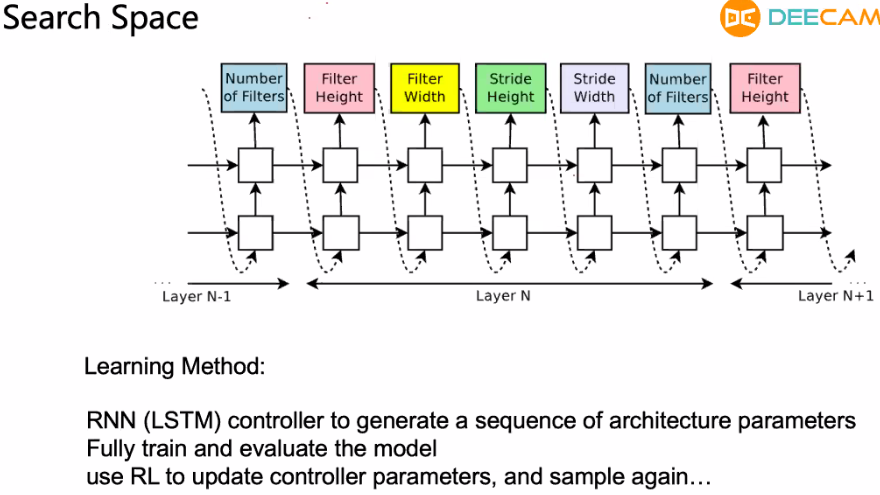 Search Space
DEECAM
Number
of Filters
Filter
Height
Filter
Width
Stride
Height
Stride
Width
Number
of Filters
Filter
Height
...
Layer N-1
Layer N
...
Layer N+1
Learning Method:
RNN (LSTM) controller to generate a sequence of architecture parameters
Fully train and evaluate the model
use RL to update controller parameters, and sample again…